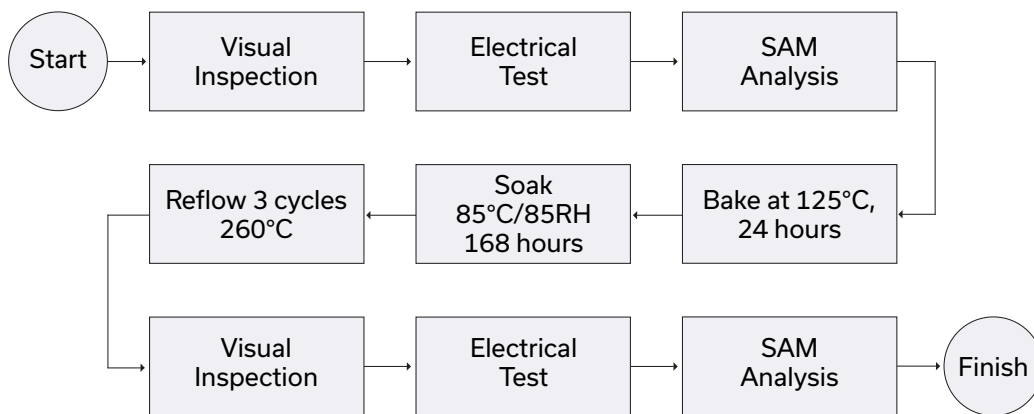 Start
Visual
Inspection
Electrical
Test
SAM
Analysis
Bake at 125°C,
24 hours
Soak
85°C/85RH
168 hours
Reflow 3 cycles
260°C
Visual
Inspection
Electrical
Test
SAM
Analysis
Finish